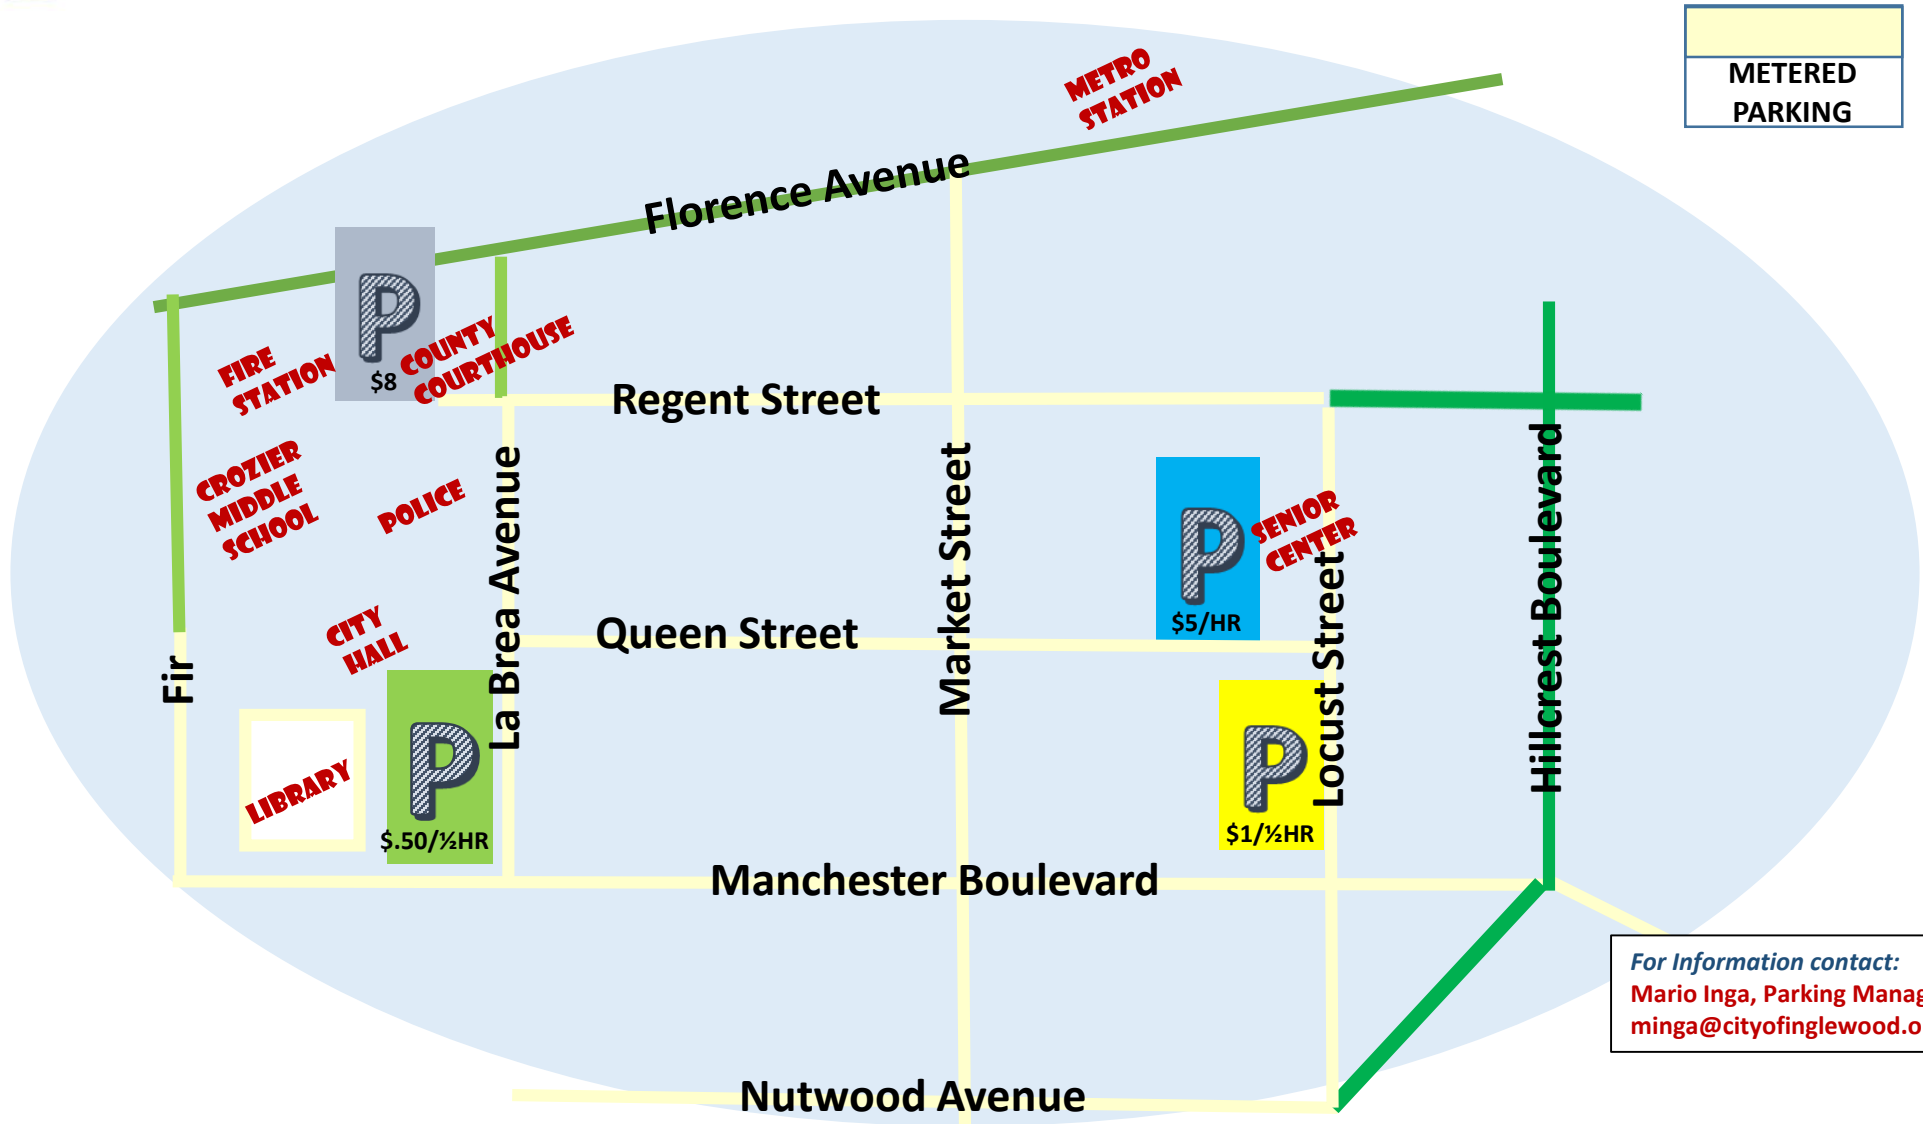 METERED
PARKING
METRO
STATION
Florence Avenue
P
$8
FIRE
STATION
COUNTY
COURTHOUSE
Regent Street
CROZIER
MIDDLE
SCHOOL
POLICE
La Brea Avenue
Market Street
P
$5/HR
SENIOR
CENTER
Locust Street
Hillcrest Boulevard
CITY
HALL
Queen Street
Fir
LIBRARY
P
$.50/½HR
P
$1/½HR
Manchester Boulevard
For Information contact:
Mario Inga, Parking Manag
minga@cityofinglewood.o
Nutwood Avenue